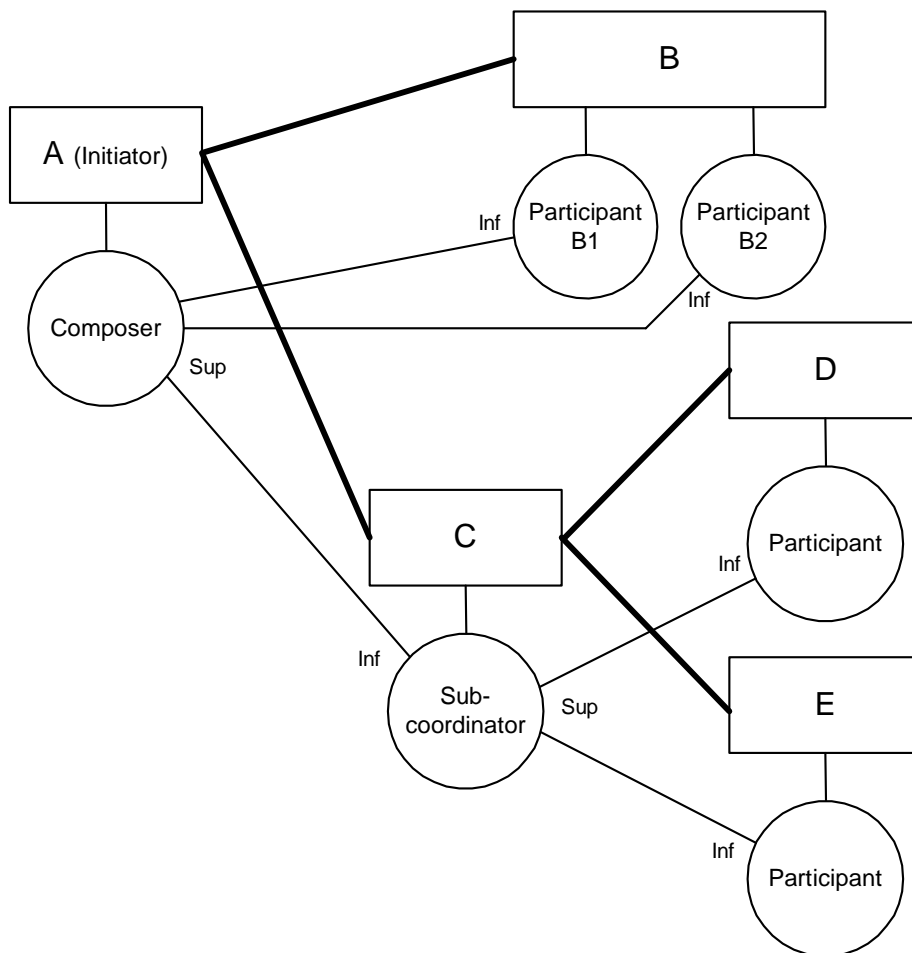 B
A (Initiator)
Participant
B1
Participant
B2
Inf
Inf
Composer
Sup
D
C
Participant
Inf
Inf
Sub-
coordinator
Sup
E
Inf
Participant